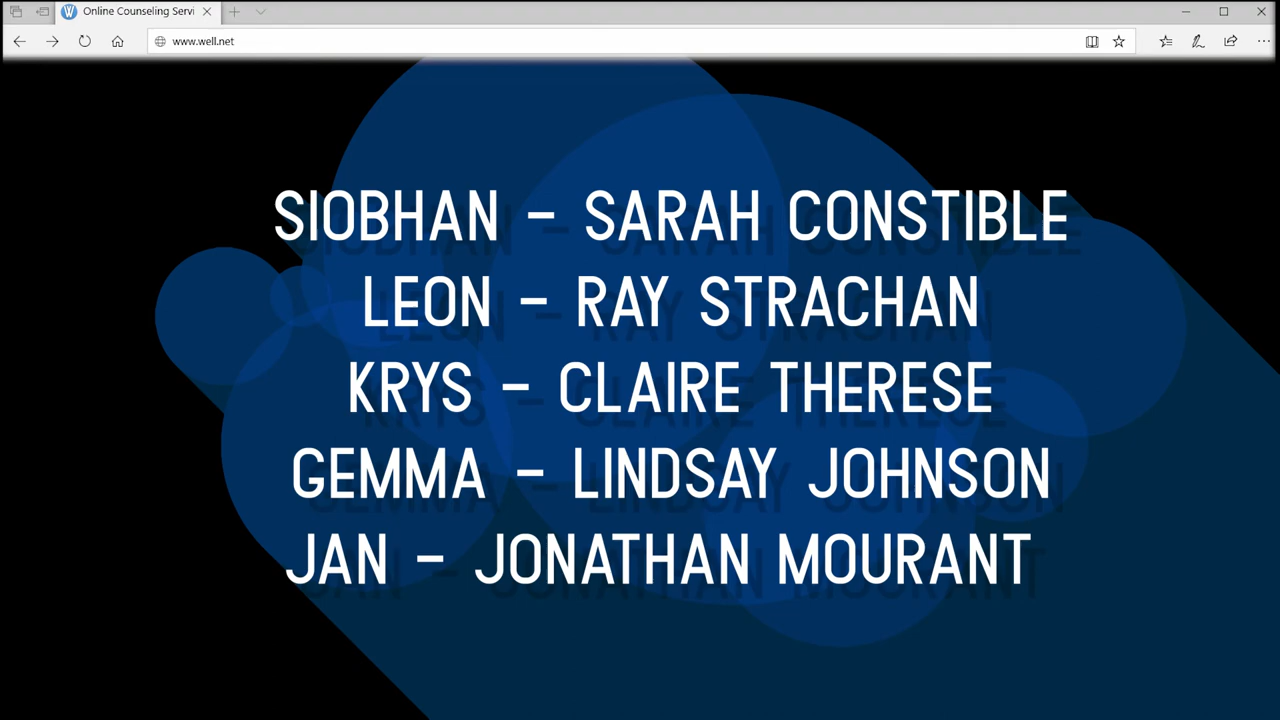 Online Counseling Servi
www.well.net
SIOBHAN - SARAH CONSTIBLE
LEON - RAY STRACHAN
KRYS - CLAIRE THERESE
GEMMA - LINDSAY JOHNSON
JAN - JONATHAN MOURANT